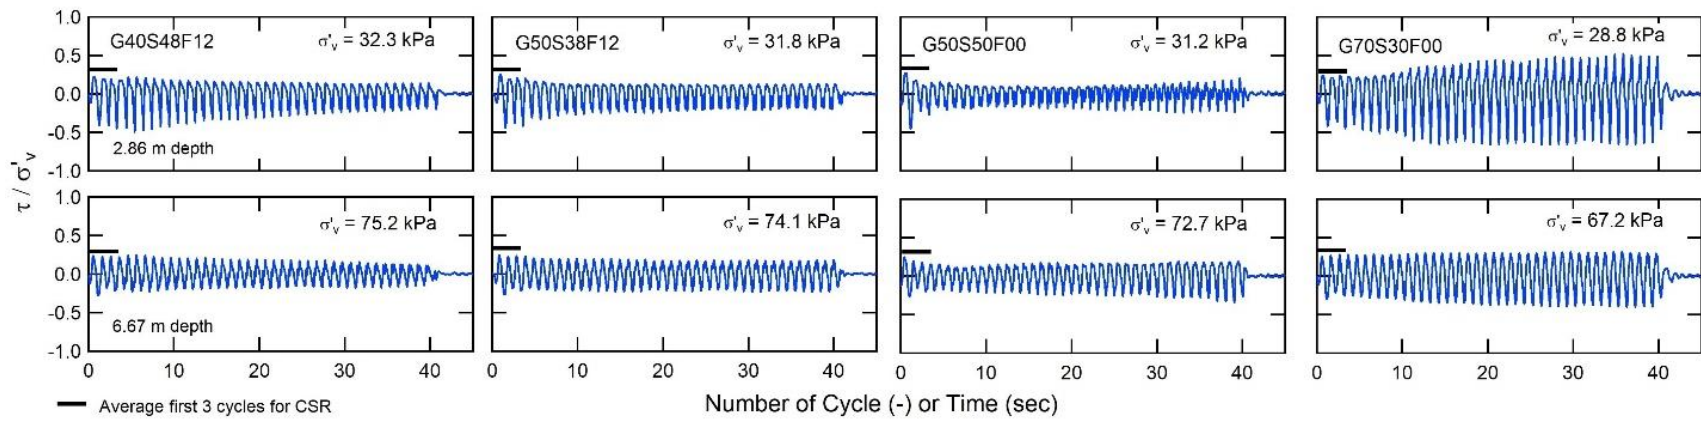 G40S48F12 σ'v = 32.3 kPa
G50S38F12 σ'v = 31.8 kPa
G50S50F00 σ'v = 31.2 kPa
G70S30F00 σ'v = 28.8 kPa
1.0
0.5
0.0
-0.5
-1.0
2.86 m depth
τ / σ'v
σ'v = 75.2 kPa
σ'v = 74.1 kPa
σ'v = 72.7 kPa
σ'v = 67.2 kPa
1.0
0.5
0.0
-0.5
-1.0
6.67 m depth
0 10 20 30 40
0 10 20 30 40
0 10 20 30 40
0 10 20 30 40
Average first 3 cycles for CSR
Number of Cycle (-) or Time (sec)